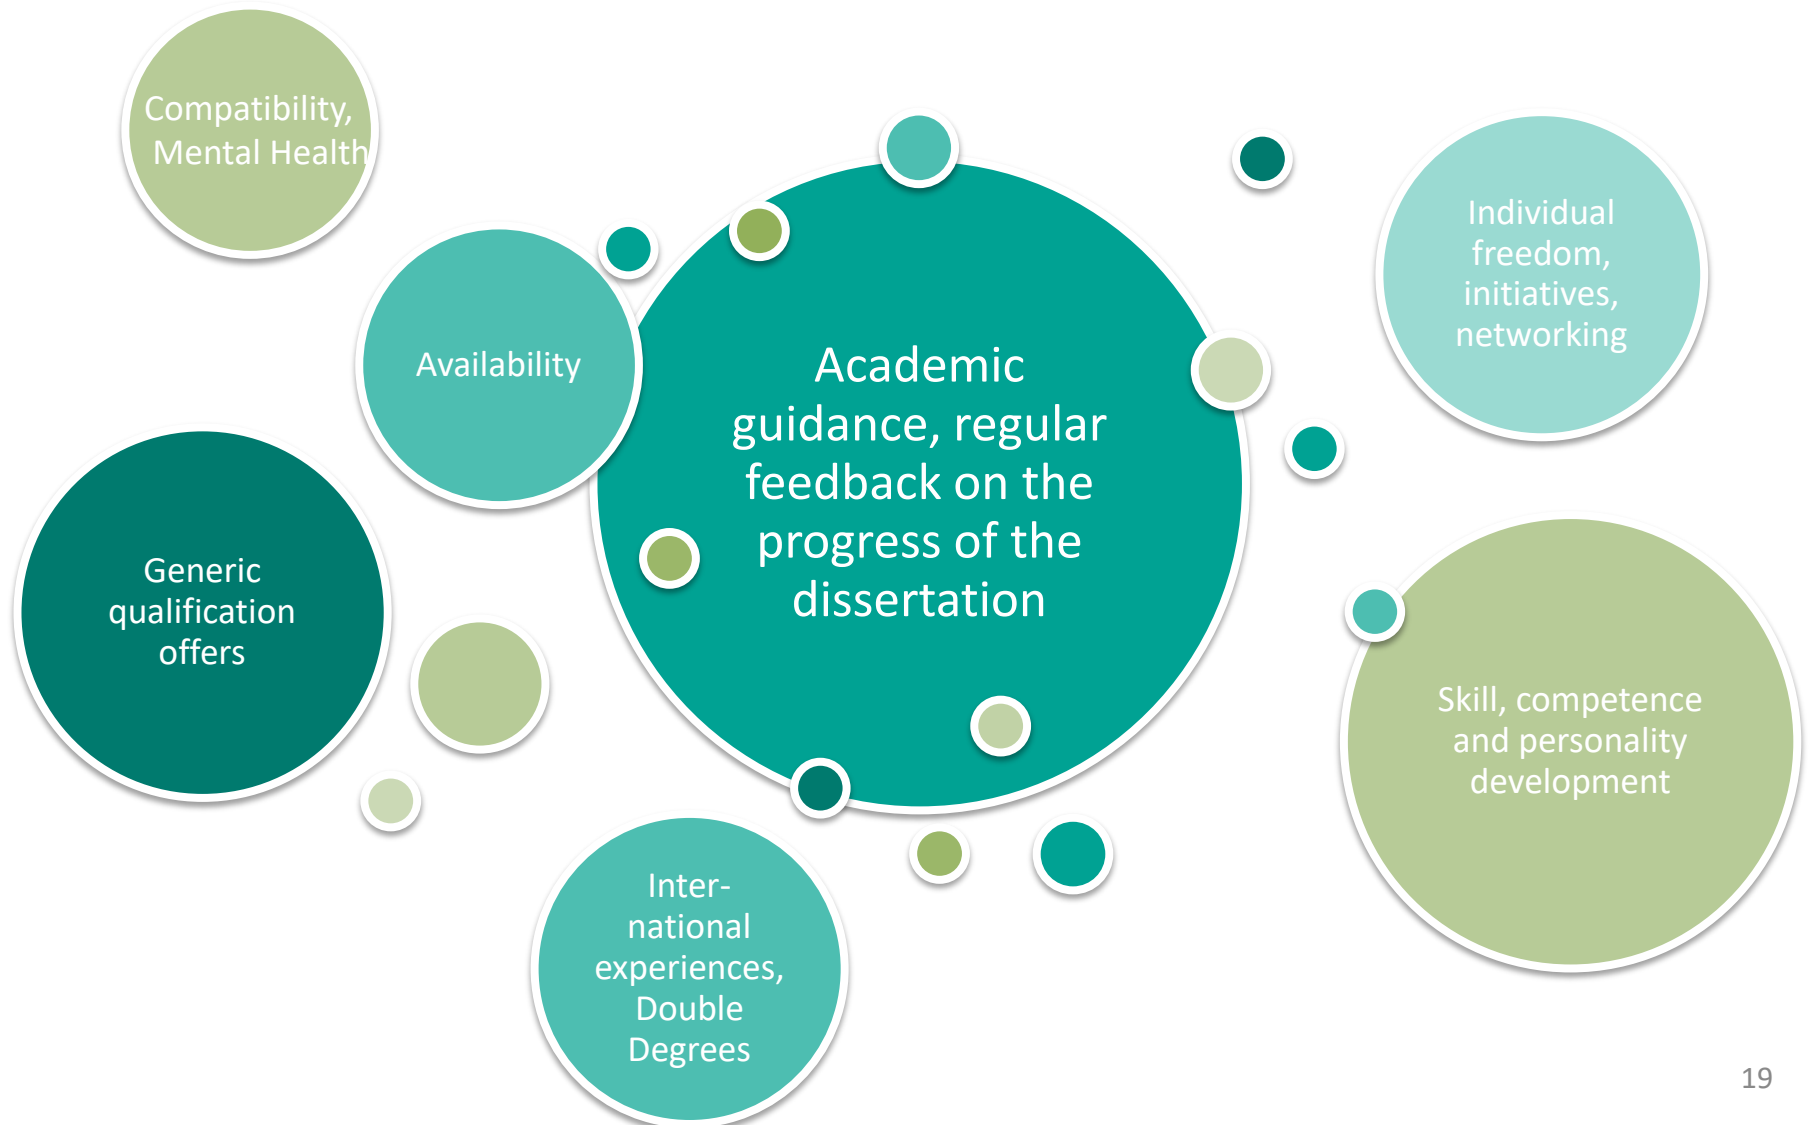 Compatibility,
Mental Health
Availability
Generic
qualification
offers
Academic
guidance, regular
feedback on the
progress of the
dissertation
Inter-
national
experiences,
Double
Degrees
Individual
freedom,
initiatives,
networking
Skill, competence
and personality
development
19